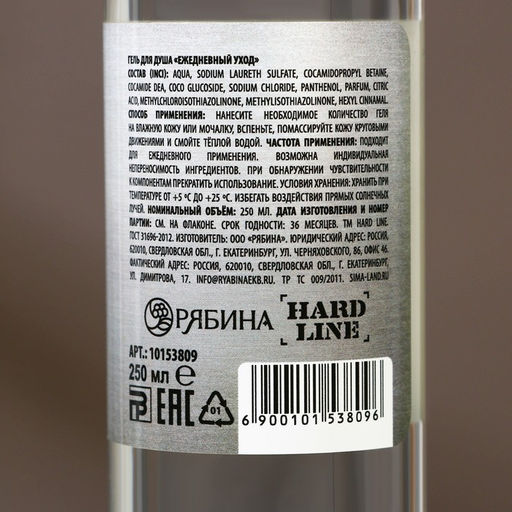 ГЕЛЬ ДЛЯ ДУША «ЕЖЕДНЕВНЫЙ УХОД»
СОСТАВ (INCI): AQUA, SODIUM LAURETH SULFATE, COCAMIDOPROPYL BETAINE,
COCAMIDE DEA, COCO GLUCOSIDE, SODIUM CHLORIDE, PANTHENOL, PARFUM, CITRIC
ACID, METHYLCHLOROISOTHIAZOLINONE, METHYLISOTHIAZOLINONE, HEXYL CINNAMAL.
СПОСОБ ПРИМЕНЕНИЯ: НАНЕСИТЕ НЕОБХОДИМОЕ КОЛИЧЕСТВО ГЕЛЯ
НА ВЛАЖНУЮ КОЖУ ИЛИ МОЧАЛКУ, ВСПЕНЬТЕ, ПОМАССИРУЙТЕ КОЖУ КРУГОВЫМИ
ДВИЖЕНИЯМИ И СМОЙТЕ ТЁПЛОЙ ВОДОЙ. ЧАСТОТА ПРИМЕНЕНИЯ: ПОДХОДИТ
ДЛЯ ЕЖЕДНЕВНОГО ПРИМЕНЕНИЯ. ВОЗМОЖНА ИНДИВИДУАЛЬНАЯ
НЕПЕРЕНОСИМОСТЬ ИНГРЕДИЕНТОВ. ПРИ ОБНАРУЖЕНИИ ЧУВСТВИТЕЛЬНОСТИ
К КОМПОНЕНТАМ ПРЕКРАТИТЬ ИСПОЛЬЗОВАНИЕ. УСЛОВИЯ ХРАНЕНИЯ: ХРАНИТЬ ПРИ
ТЕМПЕРАТУРЕ ОТ +5 °С ДО +25 °С. ИЗБЕГАТЬ ВОЗДЕЙСТВИЯ ПРЯМЫХ СОЛНЕЧНЫХ
ЛУЧЕЙ. НОМИНАЛЬНЫЙ ОБЪЁМ: 250 МЛ. ДАТА ИЗГОТОВЛЕНИЯ И НОМЕР
ПАРТИИ: СМ. НА ФЛАКОНЕ. СРОК ГОДНОСТИ: 36 МЕСЯЦЕВ. ТМ HARD LINE.
ГОСТ 31696-2012. ИЗГОТОВИТЕЛЬ: ООО «РЯБИНА». ЮРИДИЧЕСКИЙ АДРЕС: РОССИЯ,
620010, СВЕРДЛОВСКАЯ ОБЛ., Г. ЕКАТЕРИНБУРГ, УЛ. ЧЕРНЯХОВСКОГО, 86, ОФИС 46.
ФАКТИЧЕСКИЙ АДРЕС: РОССИЯ, 620010, СВЕРДЛОВСКАЯ ОБЛ., Г. ЕКАТЕРИНБУРГ,
УЛ. ДИМИТРОВА, 17. INFO@RYABINAEKB.RU. ТР ТС 009/2011. SIMA-LAND.RU
РЯБИНА
HARD
LINE
АРТ.: 10153809
250 МЛ e
EAC
01
6 900101 538096